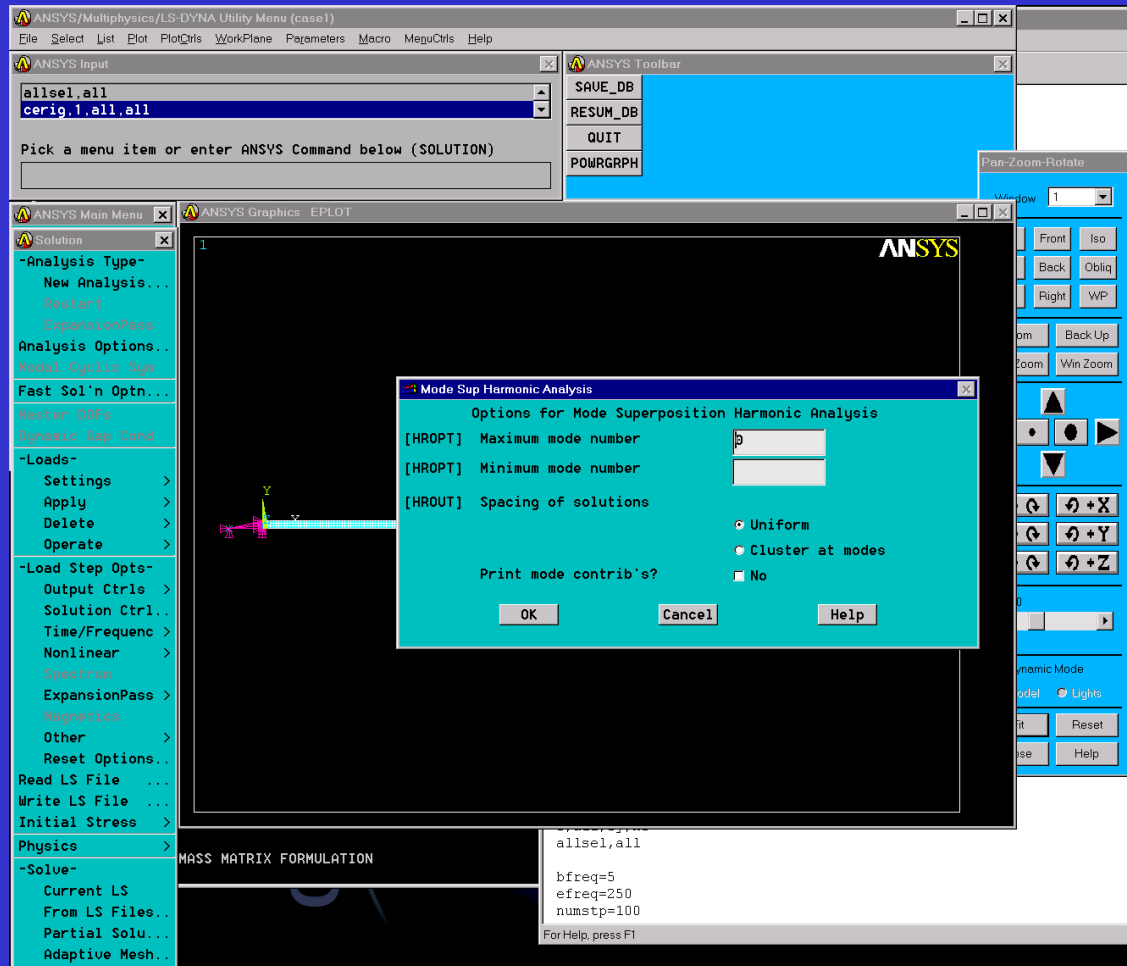 ANSYS/Multiphysics/LS-DYNA Utility Menu (case1)
File Select List Plot PlotCtrls WorkPlane Parameters Macro MenuCtrls Help
ANSYS Input
allsel,all
cerig,1,all,all
Pick a menu item or enter ANSYS Command below (SOLUTION)
ANSYS Toolbar
SAVE_DB
RESUM_DB
QUIT
POWRGRPH
ANSYS Main Menu
Solution
-Analysis Type-
New Analysis...
Restart
ExpansionPass
Analysis Options..
Modal Cyclic Sym
Fast Sol'n Optn...
Master DOFs
Dynamic Gap Cond
-Loads-
Settings >
Apply >
Delete >
Operate >
-Load Step Opts-
Output Ctrls >
Solution Ctrl..
Time/Frequenc >
Nonlinear >
Spectrum
ExpansionPass >
Magnetics
Other >
Reset Options..
Read LS File ...
Write LS File ...
Initial Stress >
Physics >
-Solve-
Current LS
From LS Files..
Partial Solu...
Adaptive Mesh..
ANSYS Graphics EPLOT
1
ANSYS
Y
Mode Sup Harmonic Analysis
Options for Mode Superposition Harmonic Analysis
[HROPT] Maximum mode number
[HROPT] Minimum mode number
[HROUT] Spacing of solutions
Uniform
Cluster at modes
Print mode contrib's?
No
OK Cancel Help
Pan-Zoom-Rotate
Window 1
Front Iso
Back Obliq
Right WP
Back Up
Zoom Win Zoom
+X
+Y
+Z
Dynamic Mode
Model Lights
Fit Reset
Close Help
MASS MATRIX FORMULATION
allsel,all
bfreq=5
efreq=250
numstp=100
For Help, press F1